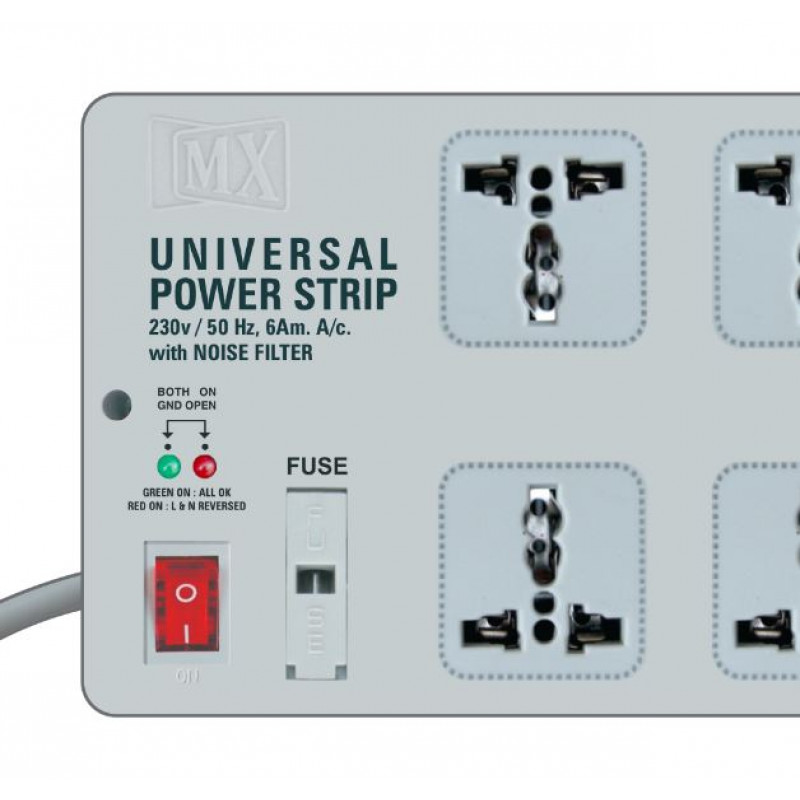 MX
UNIVERSAL
POWER STRIP
230v / 50 Hz, 6Am. A/c.
with NOISE FILTER
BOTH ON
GND OPEN
GREEN ON : ALL OK
RED ON : L & N REVERSED
FUSE
O
I
ON